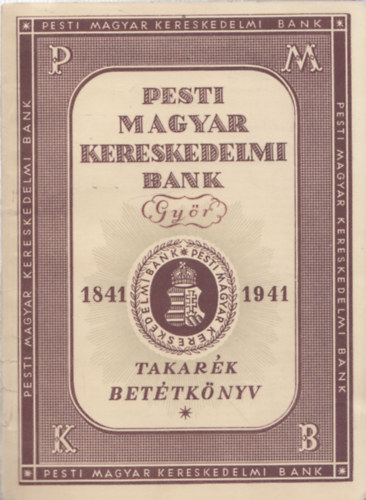 * PESTI MAGYAR KERESKEDELMI BANK *
P M
PESTI MAGYAR KERESKEDELMI BANK
PESTI MAGYAR KERESKEDELMI BANK
PESTI
MAGYAR
KERESKEDELMI
BANK
Győr
PESTI MAGYAR KERESKEDELMI BANK *
1841 1941
TAKARÉK
BETÉTKÖNYV
*
K B
* PESTI MAGYAR KERESKEDELMI BANK *